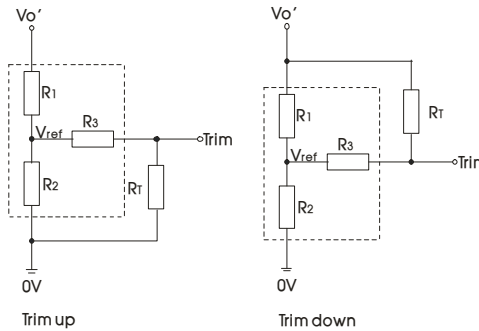 Vo'
R1
Vref
R3
Trim
R2
RT
0V
Trim up
Vo'
R1
RT
Vref
R3
Trim
R2
0V
Trim down